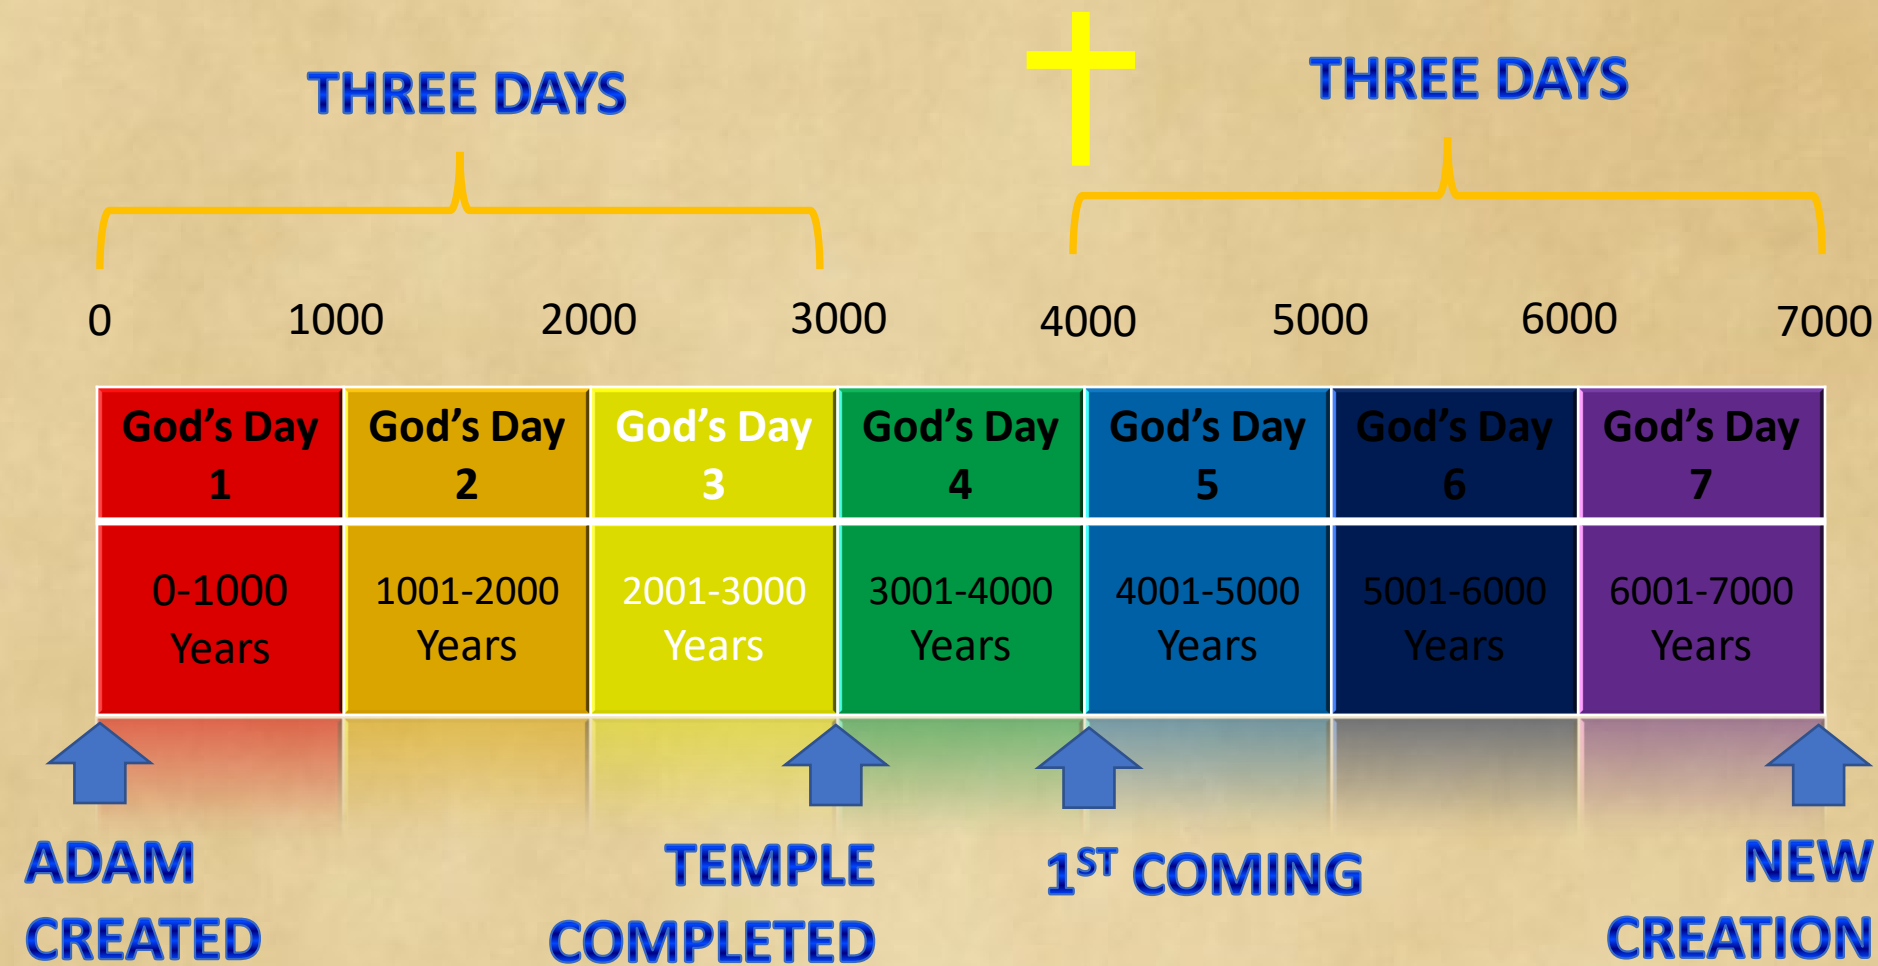 THREE DAYS
THREE DAYS
0 1000 2000 3000 4000 5000 6000 7000
God’s Day
1
God’s Day
2
God’s Day
3
God’s Day
4
God’s Day
5
God’s Day
6
God’s Day
7
0-1000
Years
1001-2000
Years
2001-3000
Years
3001-4000
Years
4001-5000
Years
5001-6000
Years
6001-7000
Years
ADAM
CREATED
TEMPLE
COMPLETED
1ST COMING
NEW
CREATION